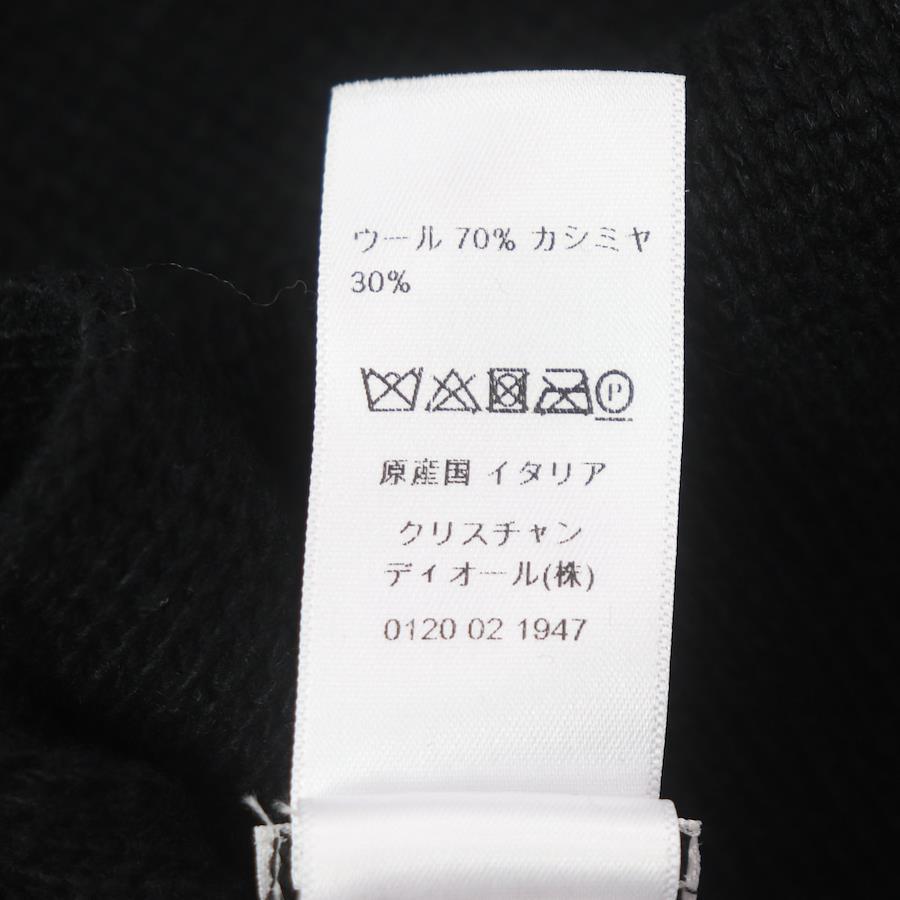 ウール 70% カシミヤ
30%
P
原産国 イタリア
クリスチャン
ディオール(株)
0120 02 1947